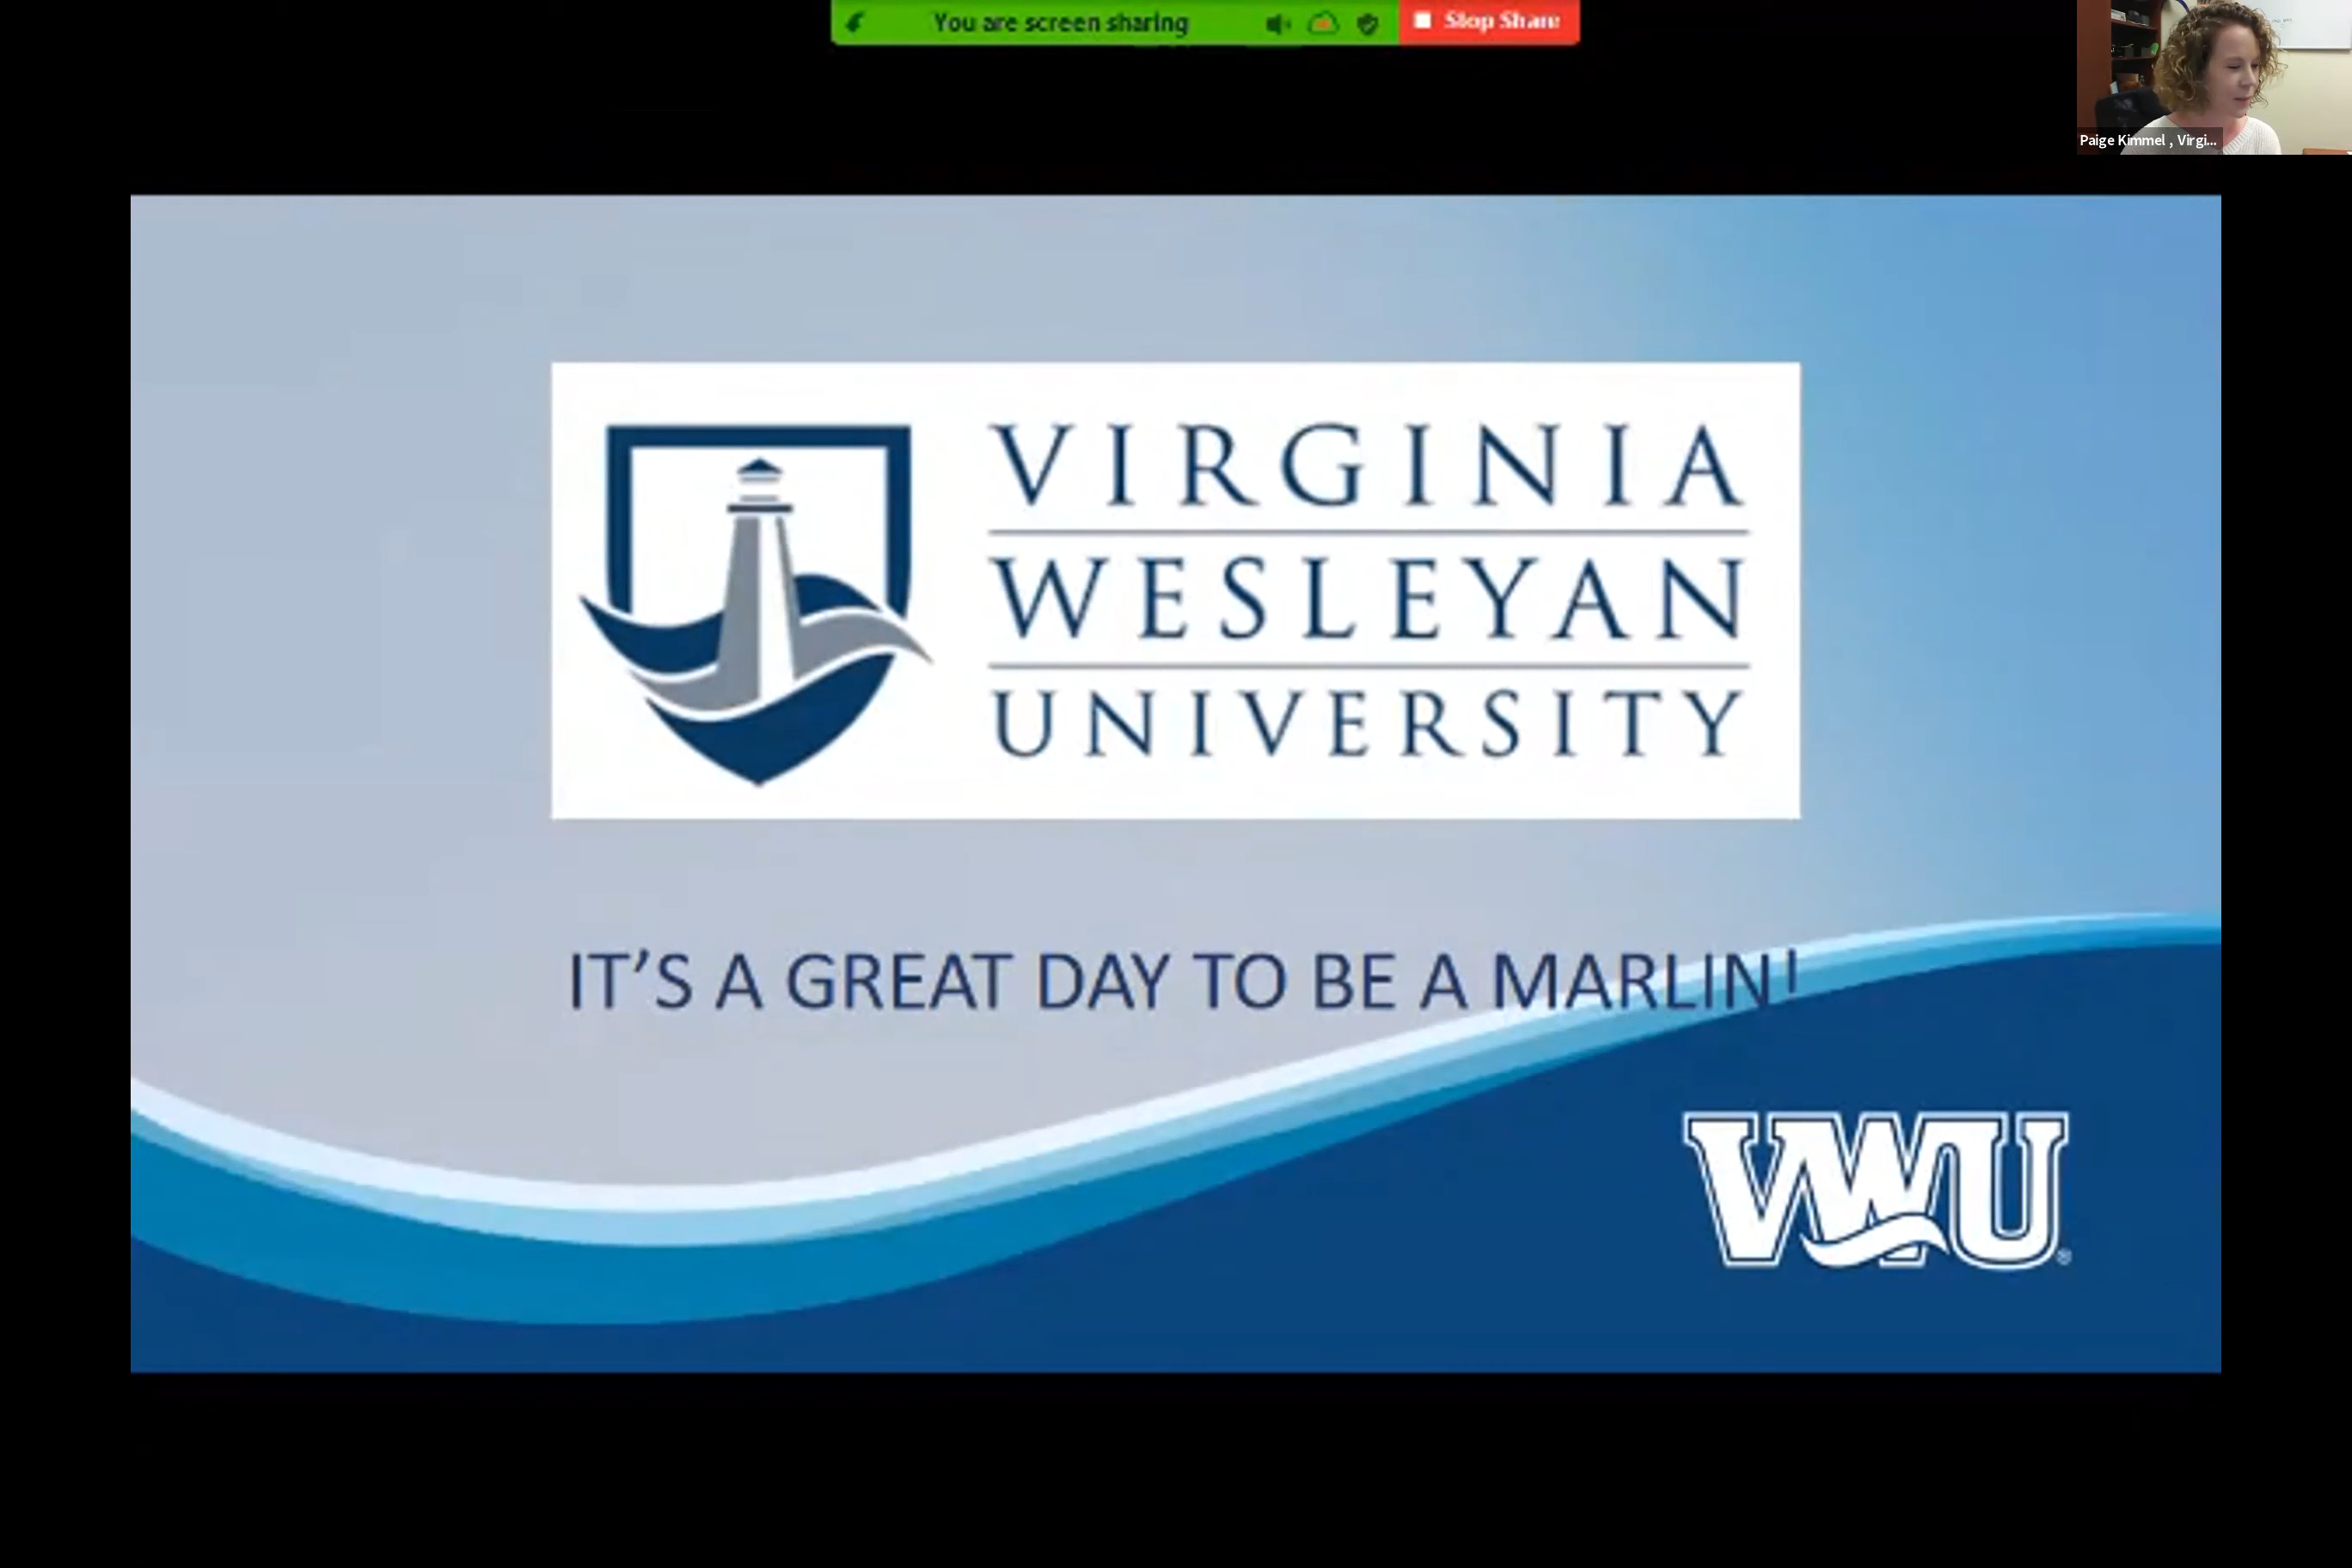 You are screen sharing
Stop Share
Paige Kimmel , Virgi...
VIRGINIA
WESLEYAN
UNIVERSITY
IT’S A GREAT DAY TO BE A MARLIN!
VWU®